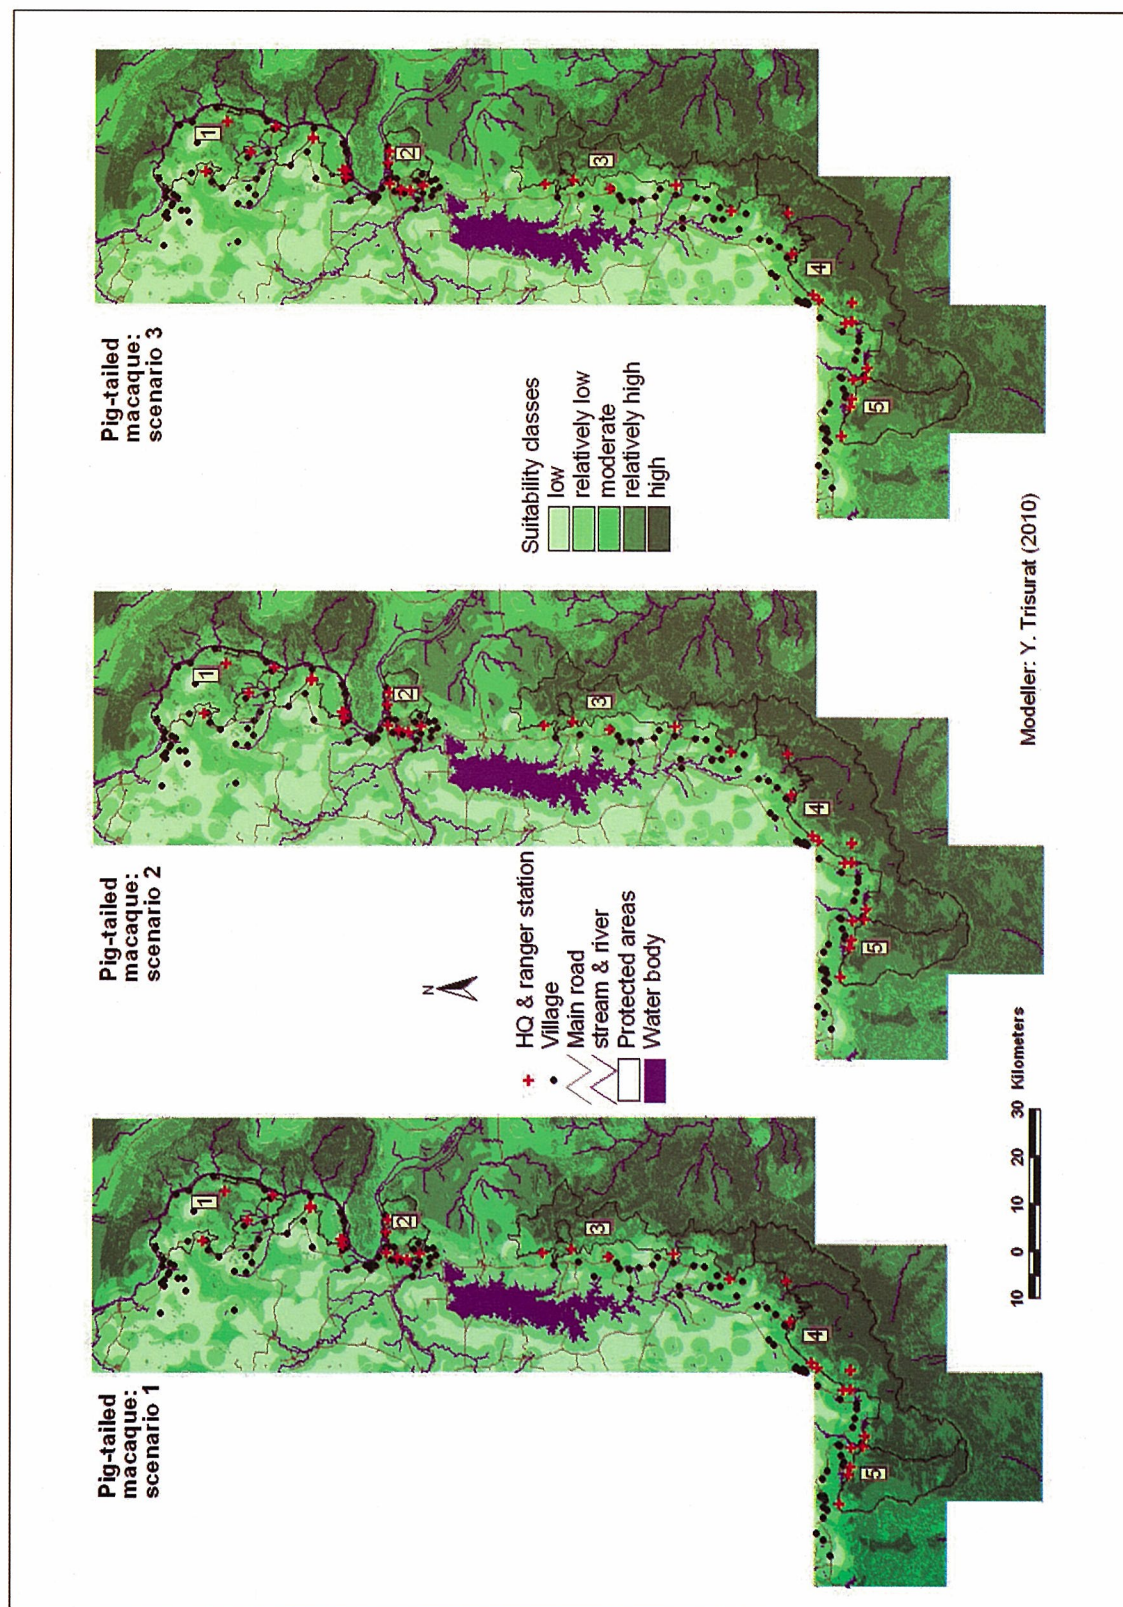 Pig-tailed
macaque:
scenario 1
1
2
3
4
5
Pig-tailed
macaque:
scenario 2
1
2
3
4
5
Pig-tailed
macaque:
scenario 3
1
2
3
4
5
N
HQ & ranger station
Village
Main road
stream & river
Protected areas
Water body
Suitability classes
low
relatively low
moderate
relatively high
high
10 0 10 20 30 Kilometers
Modeller: Y. Trisurat (2010)